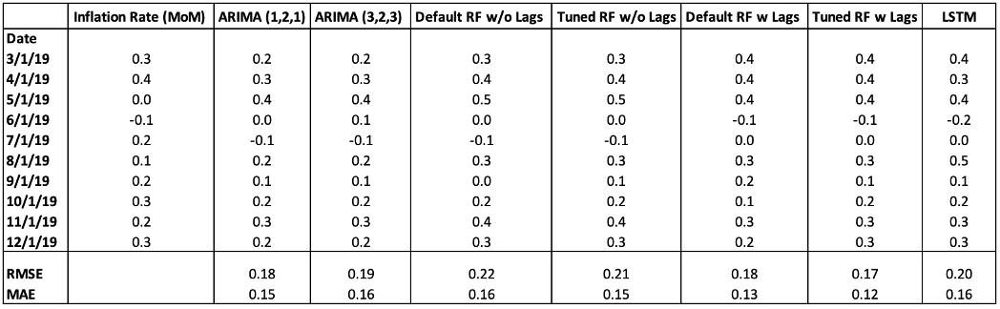 Inflation Rate (MoM) ARIMA (1,2,1) ARIMA (3,2,3) Default RF w/o Lags Tuned RF w/o Lags Default RF w Lags Tuned RF w Lags LSTM
Date
3/1/19 0.3 0.2 0.2 0.3 0.3 0.4 0.4 0.4
4/1/19 0.4 0.3 0.3 0.4 0.4 0.4 0.4 0.3
5/1/19 0.0 0.4 0.4 0.5 0.5 0.4 0.4 0.4
6/1/19 -0.1 0.0 0.1 0.0 0.0 -0.1 -0.1 -0.2
7/1/19 0.2 -0.1 -0.1 -0.1 -0.1 0.0 0.0 0.0
8/1/19 0.1 0.2 0.2 0.3 0.3 0.3 0.3 0.5
9/1/19 0.2 0.1 0.1 0.0 0.1 0.2 0.1 0.1
10/1/19 0.3 0.2 0.2 0.2 0.2 0.1 0.2 0.2
11/1/19 0.2 0.3 0.3 0.4 0.4 0.3 0.3 0.3
12/1/19 0.3 0.2 0.2 0.3 0.3 0.2 0.3 0.3
RMSE 0.18 0.19 0.22 0.21 0.18 0.17 0.20
MAE 0.15 0.16 0.16 0.15 0.13 0.12 0.16